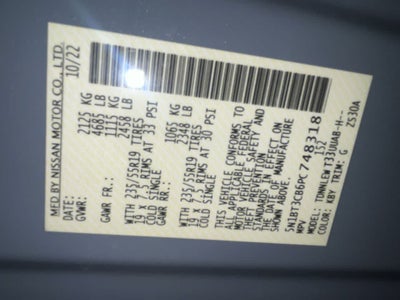 MFD BY NISSAN MOTOR CO., LTD.
10/22
GVWR: 2125 KG
4685 LB
GAWR FR.: 1115 KG
2458 LB
WITH 235/55R19 TIRES
19 X 7. RIMS AT 33 PSI
COLD SINGLE
GAWR RR.: 1065 KG
2348 LB
WITH 235/55R19 TIRES
19 X 7. RIMS AT 30 PSI
COLD SINGLE
THIS VEHICLE CONFORMS TO
ALL APPLICABLE FEDERAL
MOTOR VEHICLE SAFETY AND
THEFT PREVENTION
STANDARDS IN EFFECT ON
THE DATE OF MANUFACTURE
SHOWN ABOVE.
5N1BT3CB6PC748318
MPV T32
MODEL: TDNNLEW T33UUA8-H--
KBY TRIM: G Z330A